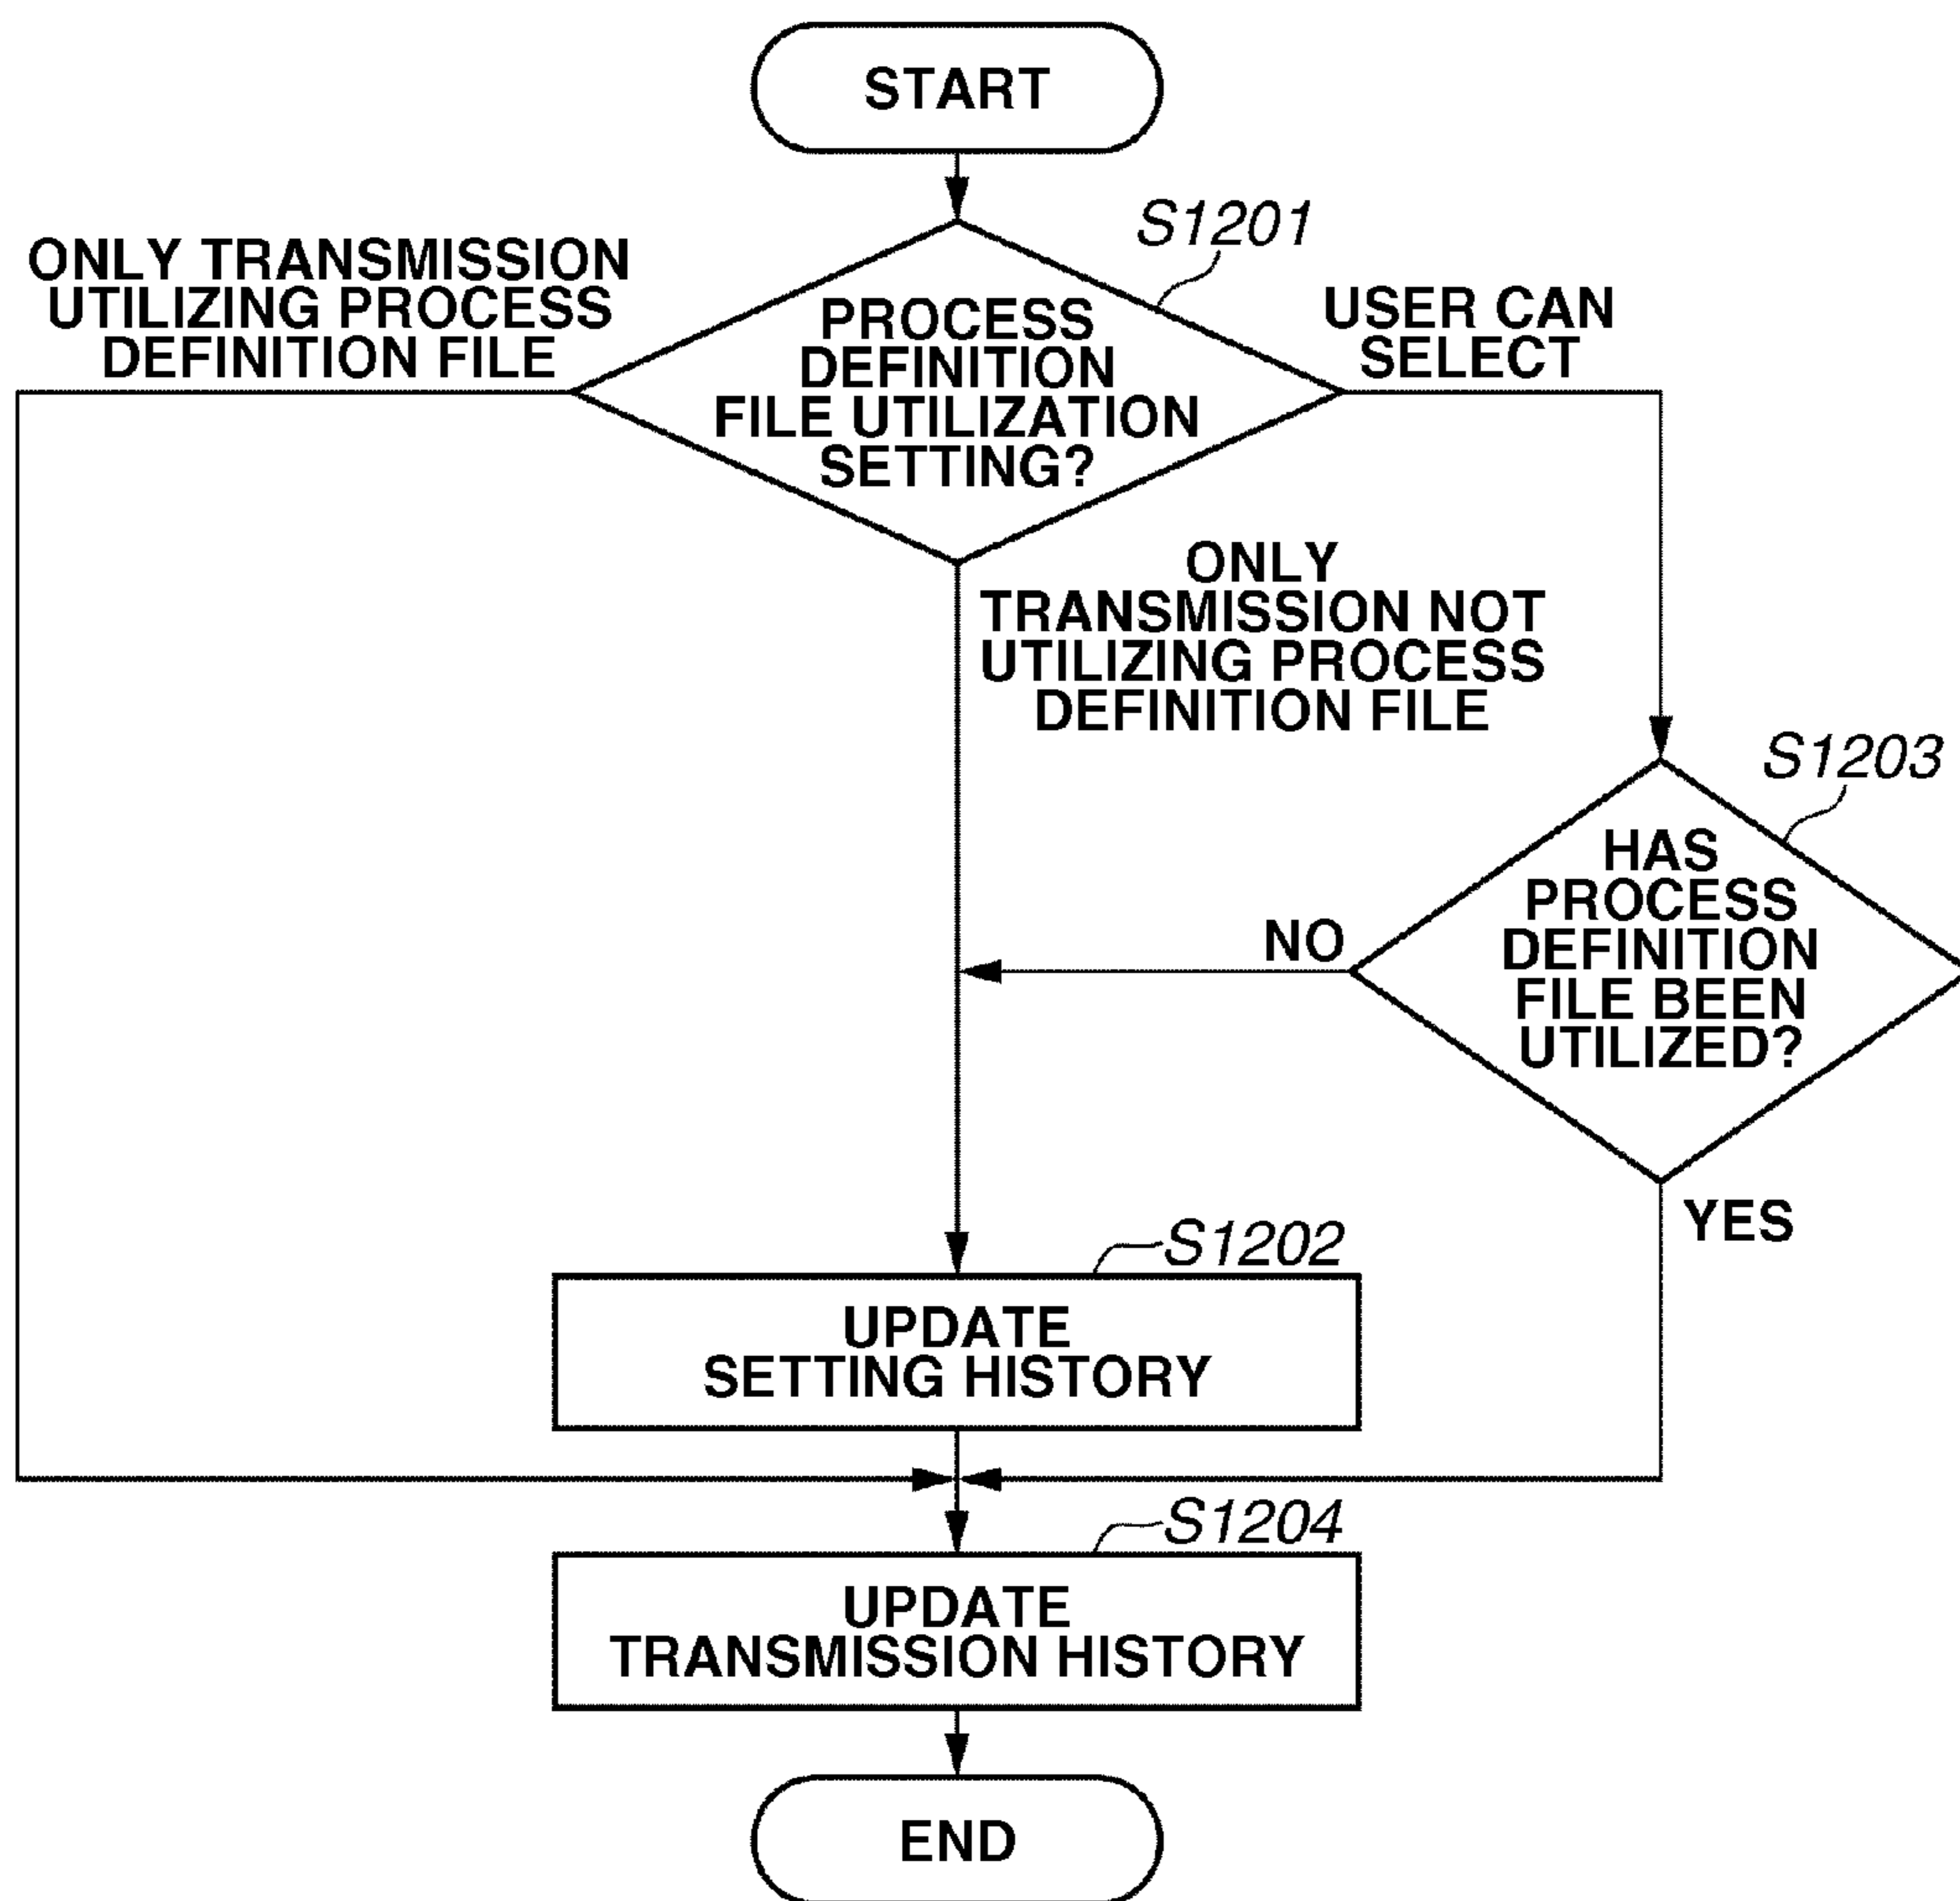 START
S1201
ONLY TRANSMISSION
UTILIZING PROCESS
DEFINITION FILE
PROCESS
DEFINITION
FILE UTILIZATION
SETTING?
USER CAN
SELECT
ONLY
TRANSMISSION NOT
UTILIZING PROCESS
DEFINITION FILE
S1203
HAS
PROCESS
DEFINITION
FILE BEEN
UTILIZED?
NO
YES
S1202
UPDATE
SETTING HISTORY
S1204
UPDATE
TRANSMISSION HISTORY
END